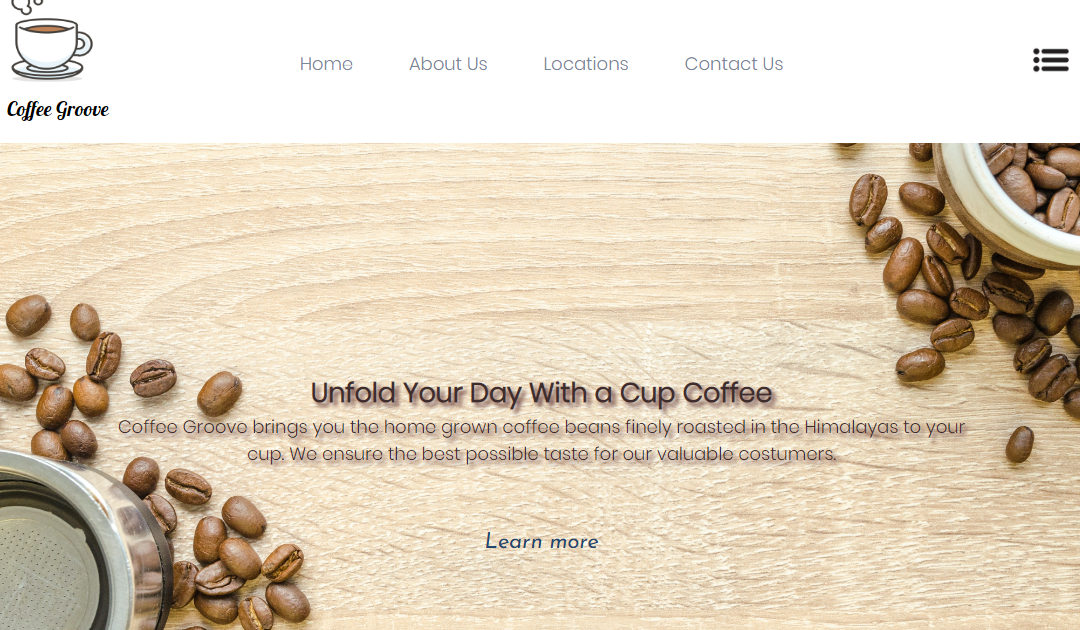 Coffee Groove
Home About Us Locations Contact Us
Unfold Your Day With a Cup Coffee
Coffee Groove brings you the home grown coffee beans finely roasted in the Himalayas to your
cup. We ensure the best possible taste for our valuable costumers.
Learn more